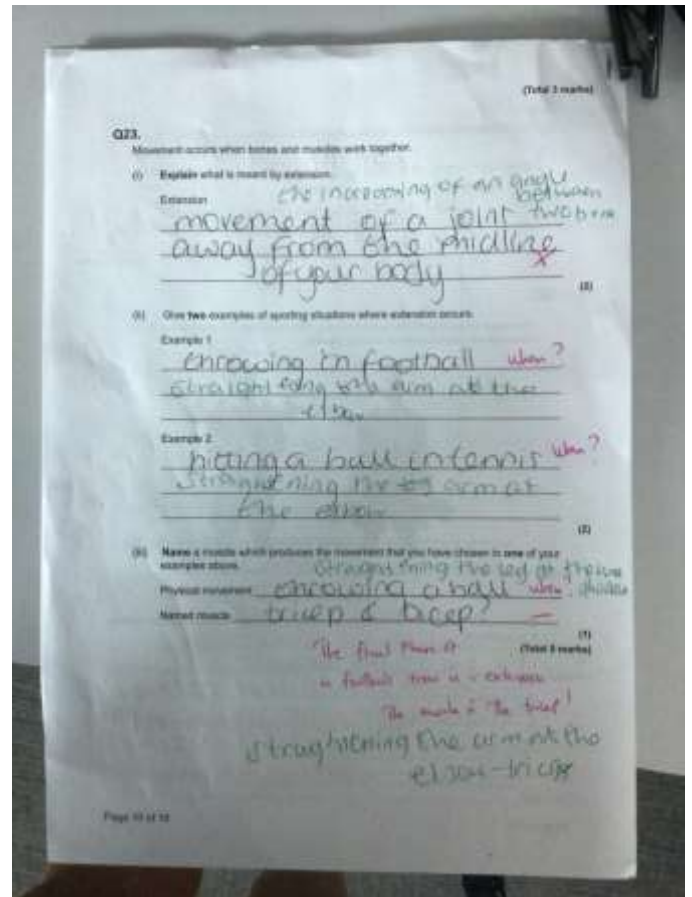 (Total 3 marks)
Q23.
Movement occurs when bones and muscles work together.
(i) Explain what is meant by extension.
the increasing of an angle
between
Extension
two bone
movement of a joint
away from the midline
of your body
(2)
(ii) Give two examples of sporting situations where extension occurs.
Example 1
throwing in football when?
the arm at the
elbow
Example 2
hitting a ball in tennis when?
straightening the arm at
the elbow
(2)
(iii) Name a muscle which produces the movement that you have chosen in one of your
examples above.
straightening the leg at the
Physical movement throwing a ball when
Named muscle tricep & bicep?
(1)
(Total 5 marks)
The final phase of
a football throw in is extension
The muscle is the tricep!
straghtening the arm at the
elbow-tricep
Page 10 of